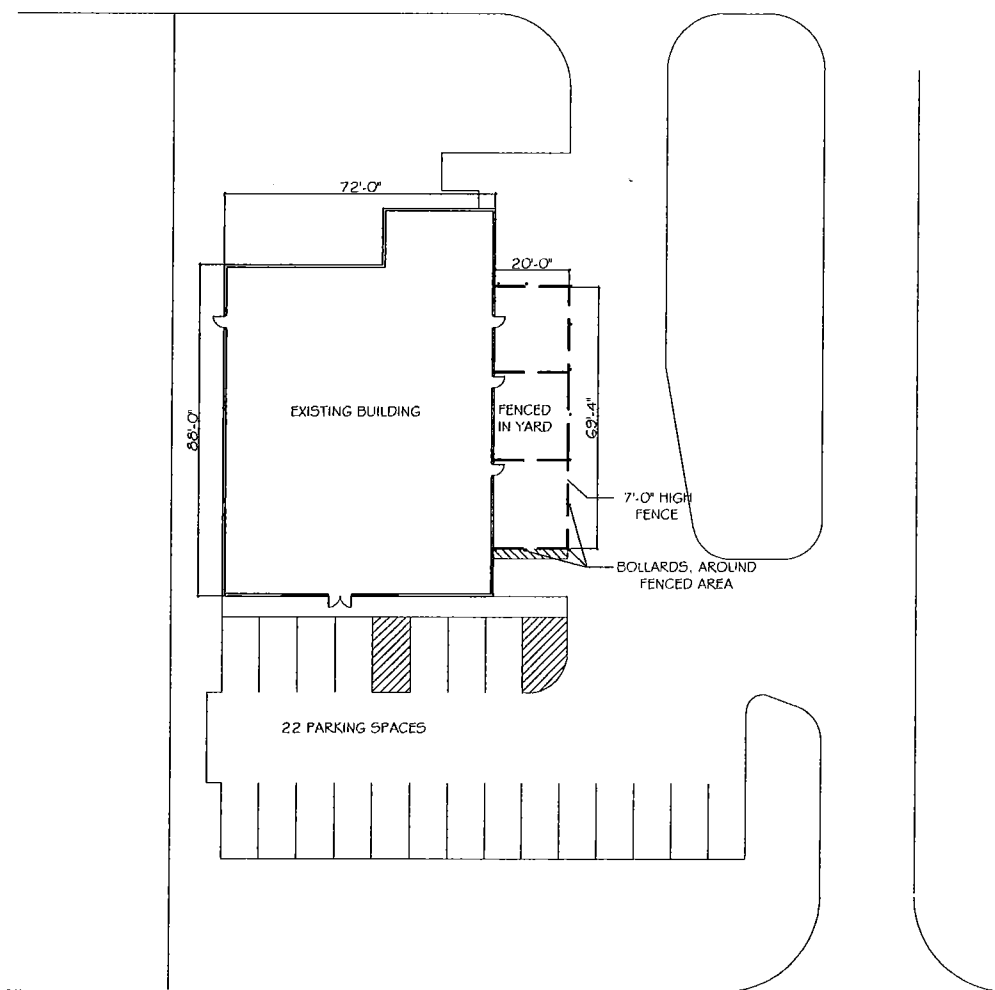 72'-0"
20'-0"
88'-0"
EXISTING BUILDING
FENCED
IN YARD
69'-4"
7'-0" HIGH
FENCE
BOLLARDS, AROUND
FENCED AREA
22 PARKING SPACES